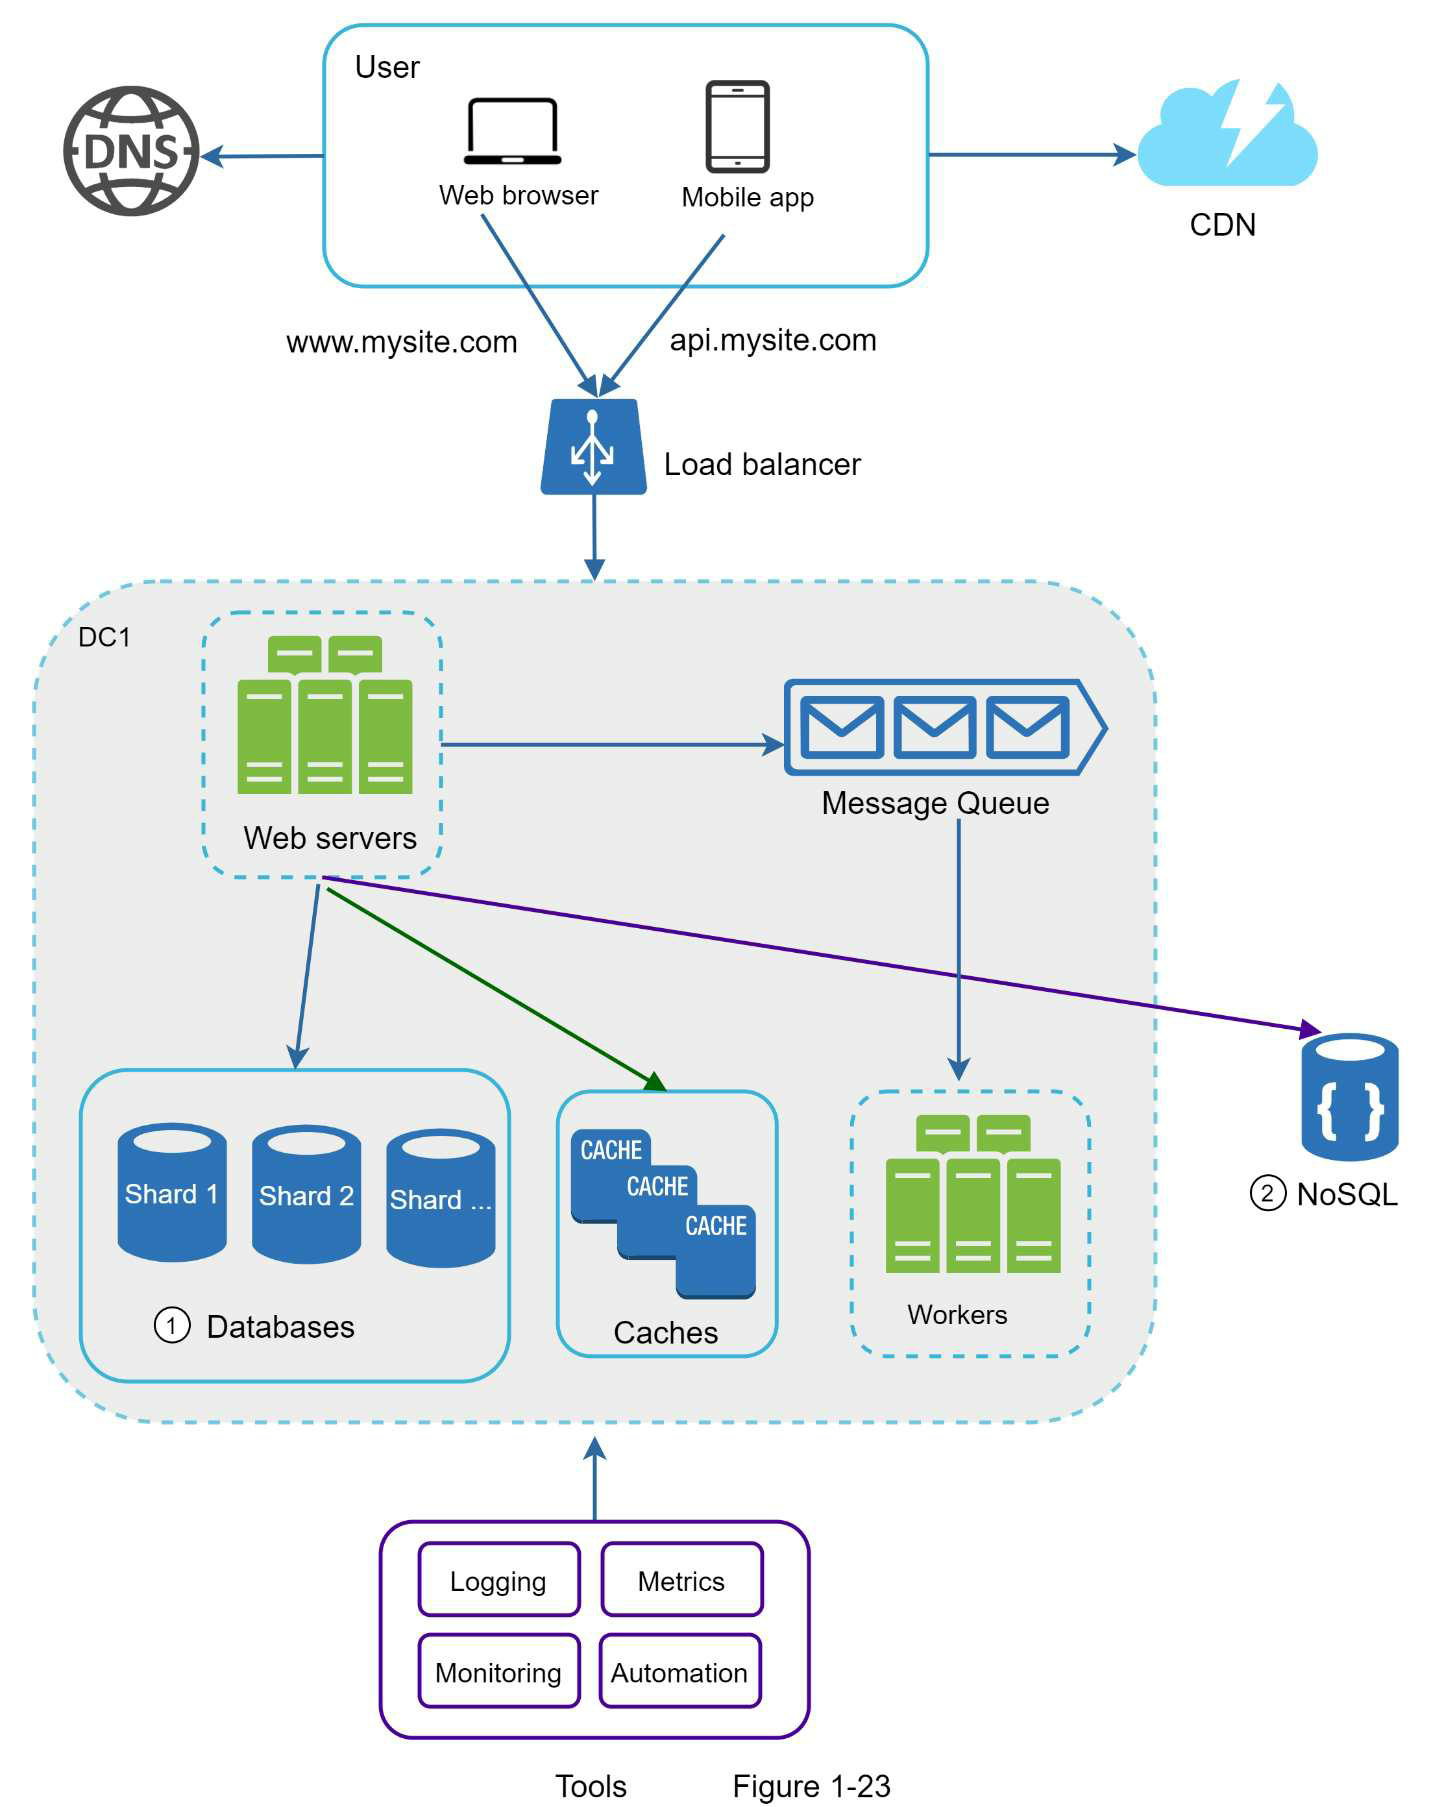 User
DNS
Web browser
Mobile app
CDN
www.mysite.com
api.mysite.com
Load balancer
DC1
Web servers
Message Queue
Shard 1
Shard 2
Shard ...
① Databases
CACHE
CACHE
CACHE
Caches
Workers
{ }
② NoSQL
Logging
Metrics
Monitoring
Automation
Tools
Figure 1-23